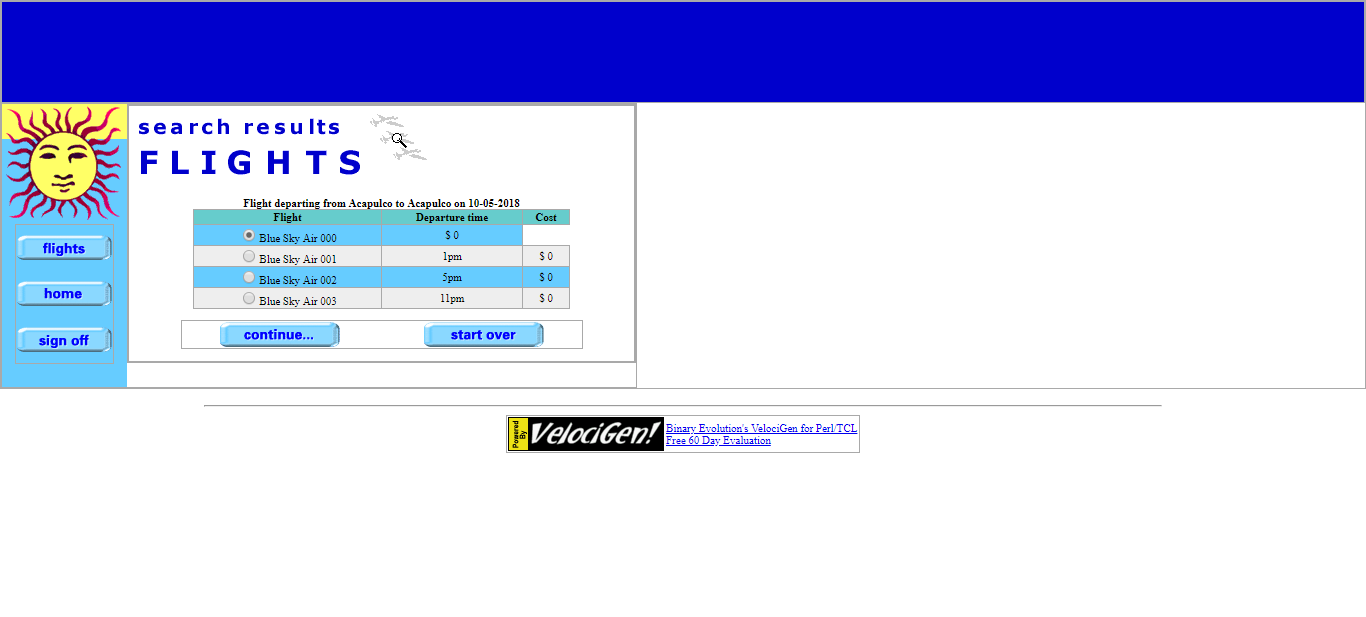 search results
FLIGHTS
flights
home
sign off
Flight departing from Acapulco to Acapulco on 10-05-2018
Flight Departure time Cost
Blue Sky Air 000 $ 0
Blue Sky Air 001 1pm $ 0
Blue Sky Air 002 5pm $ 0
Blue Sky Air 003 11pm $ 0
continue... start over
Powered By
VelociGen!
Binary Evolution's VelociGen for Perl/TCL
Free 60 Day Evaluation